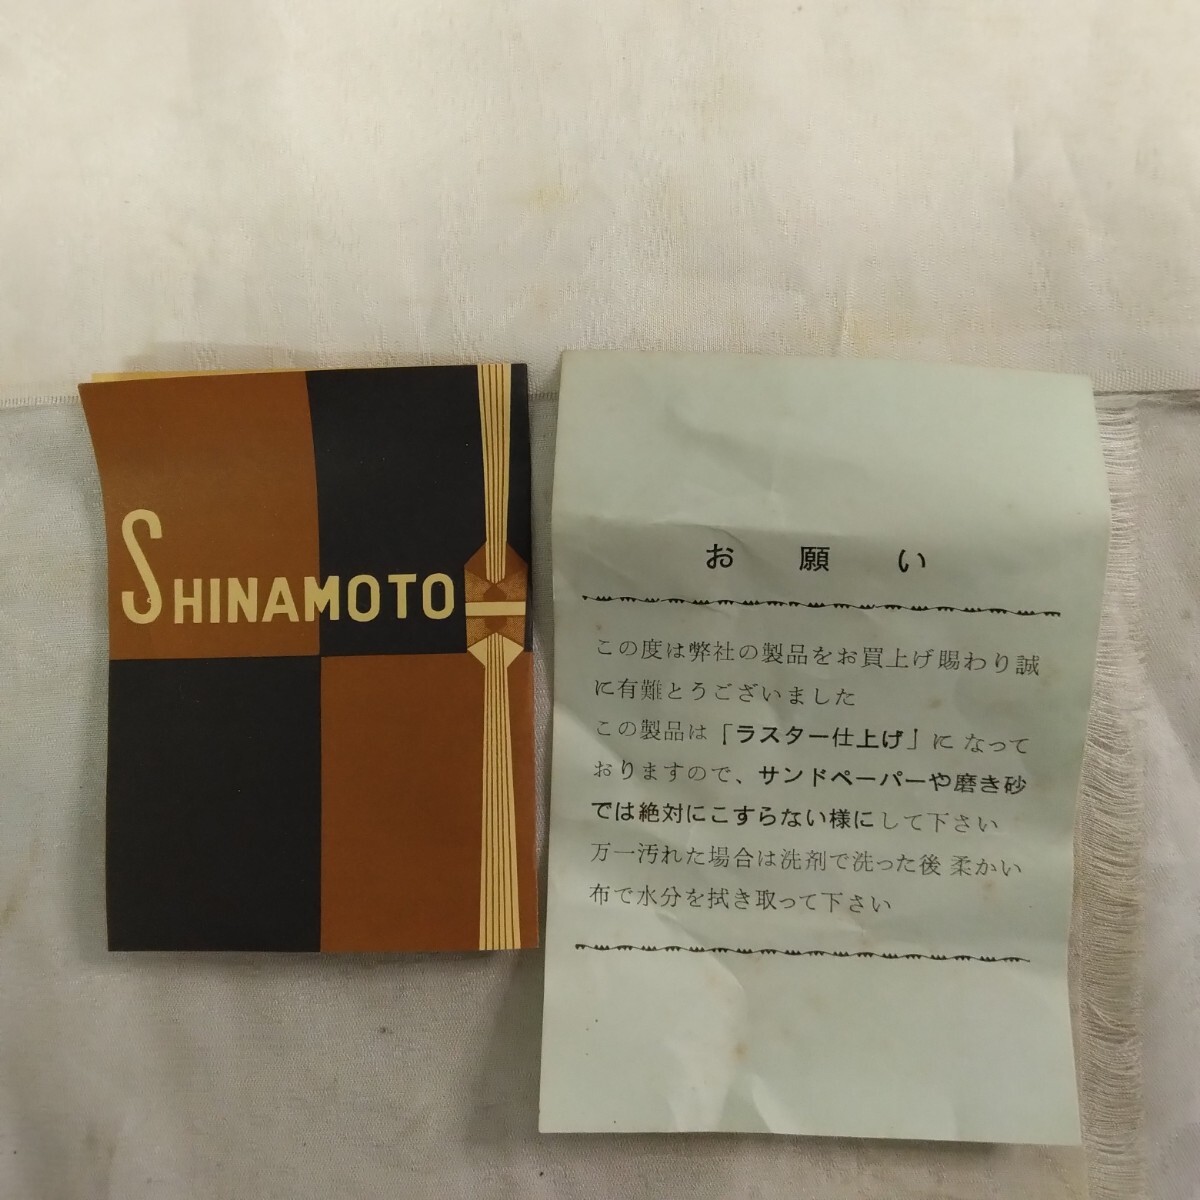 SHINAMOTO
お願い
この度は弊社の製品をお買上げ賜わり誠
に有難とうございました
この製品は「ラスター仕上げ」に なって
おりますので、サンドペーパーや磨き砂
では絶対にこすらない様にして下さい
万一汚れた場合は洗剤で洗った後 柔かい
布で水分を拭き取って下さい